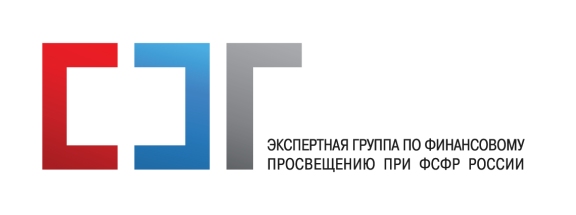 ЭКСПЕРТНАЯ ГРУППА ПО ФИНАНСОВОМУ
ПРОСВЕЩЕНИЮ ПРИ ФСФР РОССИИ